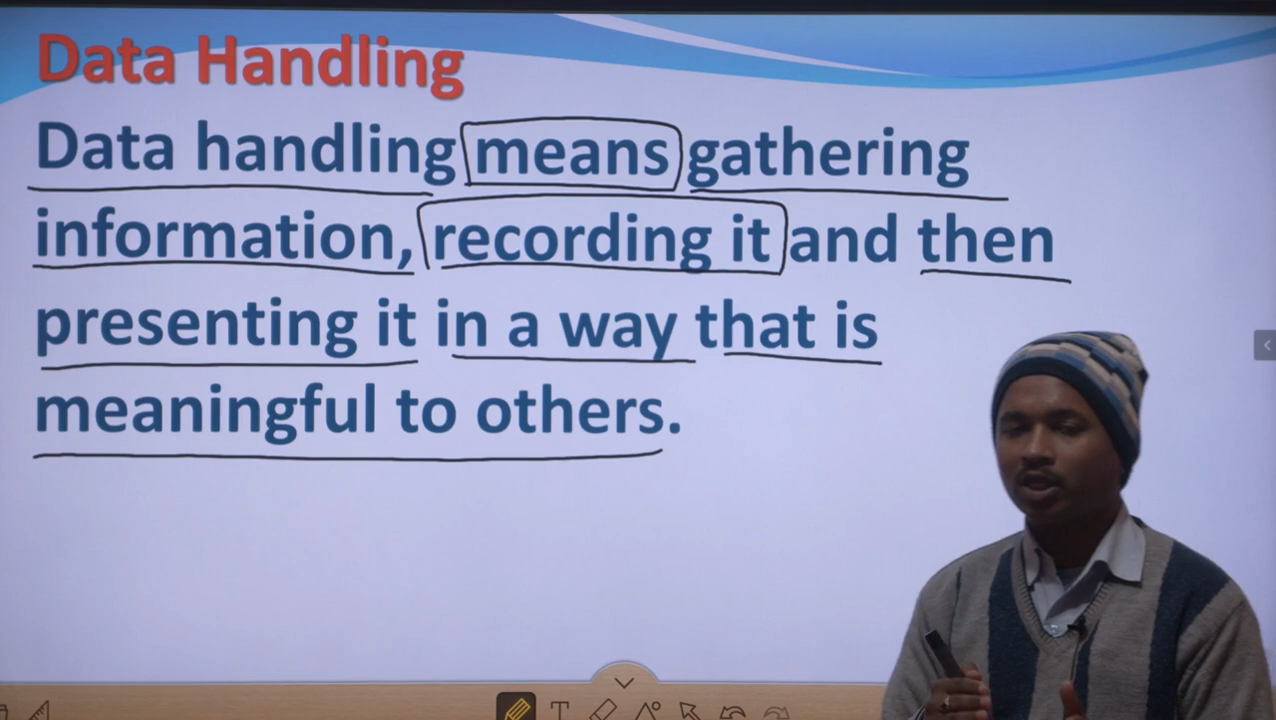 Data Handling
Data handling means gathering
information, recording it and then
presenting it in a way that is
meaningful to others.
T